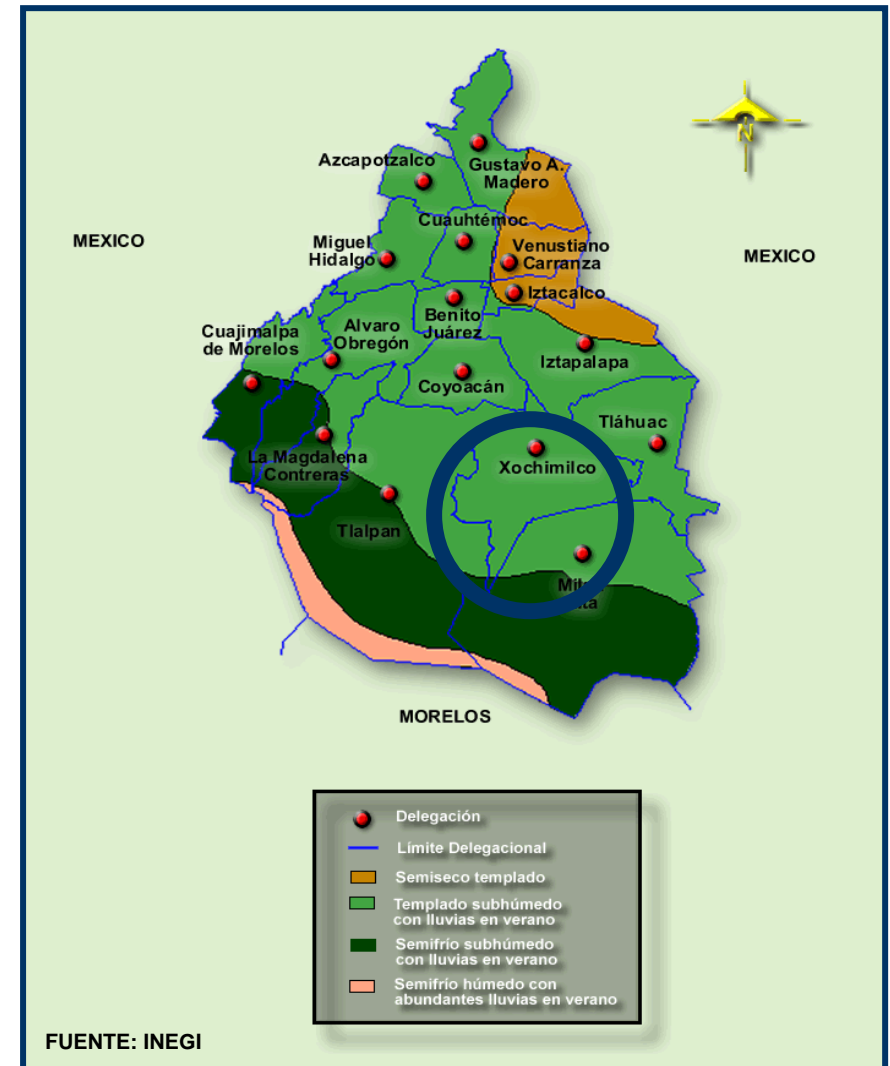 N
Azcapotzalco
Gustavo A.
Madero
Cuauhtémoc
MEXICO
Miguel
Hidalgo
Venustiano
Carranza
MEXICO
Iztacalco
Benito
Juárez
Cuajimalpa
de Morelos
Alvaro
Obregón
Iztapalapa
Coyoacán
Tláhuac
La Magdalena
Contreras
Xochimilco
Tlalpan
MORELOS
Delegación
Límite Delegacional
Semiseco templado
Templado subhúmedo
con lluvias en verano
Semifrío subhúmedo
con lluvias en verano
Semifrío húmedo con
abundantes lluvias en verano
FUENTE: INEGI